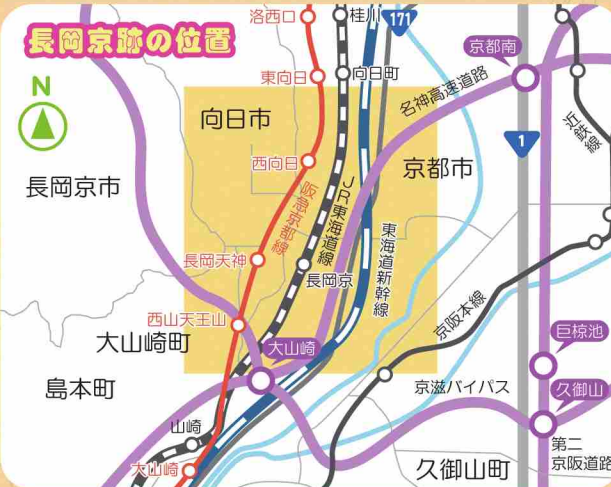 長岡京跡の位置
N
洛西口
桂川
171
京都南
東向日
向日町
名神高速道路
向日市
1
近鉄線
西向日
京都市
長岡京市
阪急京都線
JR東海道線
東海道新幹線
長岡天神
長岡京
西山天王山
大山崎町
大山崎
京阪本線
巨椋池
島本町
京滋バイパス
久御山
山崎
大山崎
久御山町
第二
京阪道路